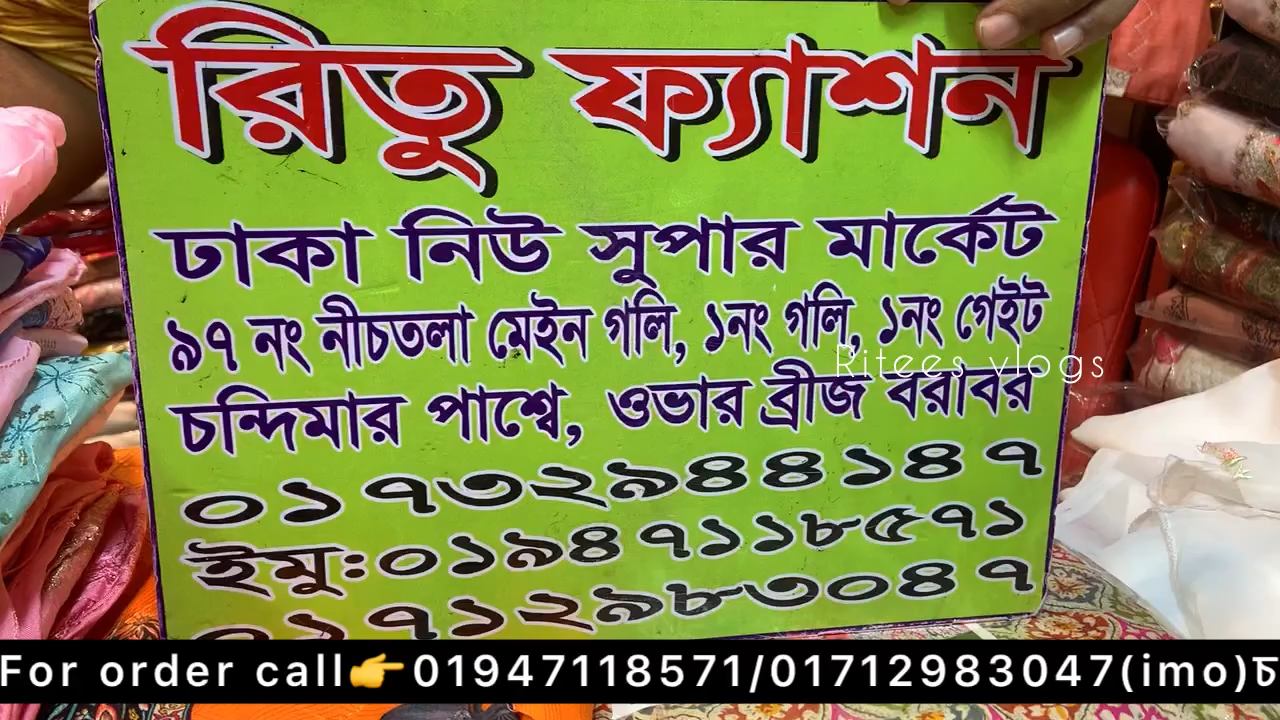 রিতু ফ্যাশন
ঢাকা নিউ সুপার মার্কেট
৯৭ নং নীচতলা মেইন গলি, ১নং গলি, ১নং গেইট
Ritees vlogs
চন্দিমার পাশ্বে, ওভার ব্রীজ বরাবর
০১৭৩২৯৪৪১৪৭
ইমুঃ০১৯৪৭১১৮৫৭১
০১৭১২৯৮৩০৪৭
For order call👉01947118571/01712983047(imo)চ